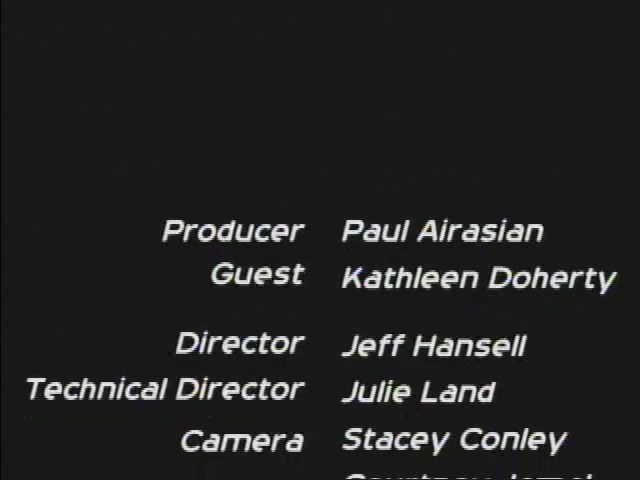 Producer Paul Airasian
Guest Kathleen Doherty
Director Jeff Hansell
Technical Director Julie Land
Camera Stacey Conley